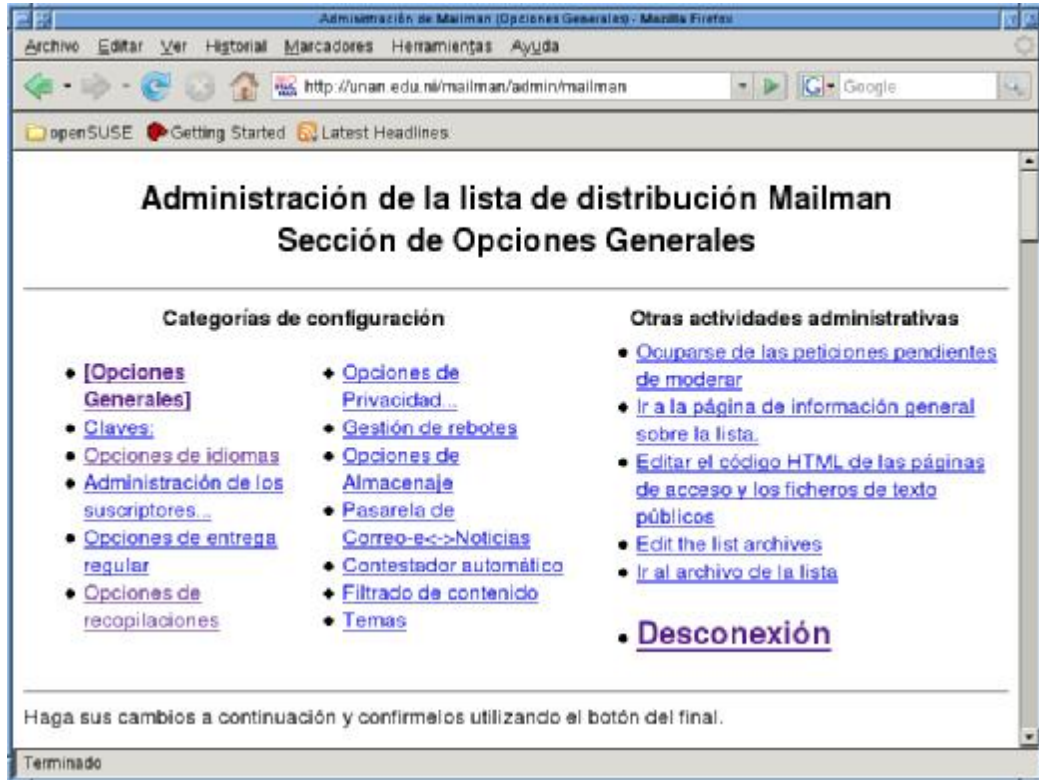 Administración de Mailman (Opciones Generales) - Mozilla Firefox
Archivo Editar Ver Historial Marcadores Herramientas Ayuda
http://unan.edu.ni/mailman/admin/mailman
Google
openSUSE Getting Started Latest Headlines
Administración de la lista de distribución Mailman
Sección de Opciones Generales
Categorías de configuración
[Opciones
Generales]
Claves:
Opciones de idiomas
Administración de los
suscriptores...
Opciones de entrega
regular
Opciones de
recopilaciones
Opciones de
Privacidad...
Gestión de rebotes
Opciones de
Almacenaje
Pasarela de
Correo-e<->Noticias
Contestador automático
Filtrado de contenido
Temas
Otras actividades administrativas
Ocuparse de las peticiones pendientes
de moderar
Ir a la página de información general
sobre la lista.
Editar el código HTML de las páginas
de acceso y los ficheros de texto
públicos
Edit the list archives
Ir al archivo de la lista
Desconexión
Haga sus cambios a continuación y confirmelos utilizando el botón del final.
Terminado